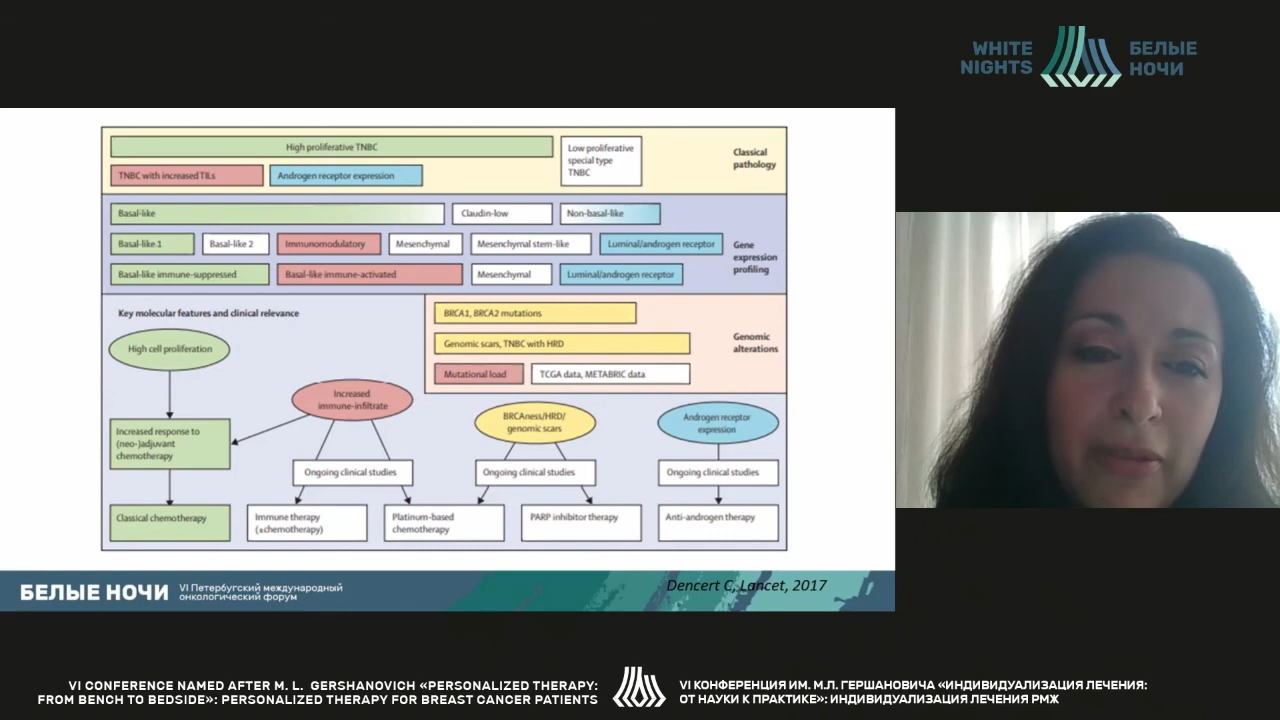 WHITE
NIGHTS
БЕЛЫЕ
НОЧИ
High proliferative TNBC
Low proliferative
special type
TNBC
Classical
pathology
TNBC with increased TILs
Androgen receptor expression
Basal-like
Claudin-low
Non-basal-like
Basal-like 1
Basal-like 2
Immunomodulatory
Mesenchymal
Mesenchymal stem-like
Luminal/androgen receptor
Gene
expression
profiling
Basal-like immune-suppressed
Basal-like immune-activated
Mesenchymal
Luminal/androgen receptor
Key molecular features and clinical relevance
BRCA1, BRCA2 mutations
Genomic scars, TNBC with HRD
Genomic
alterations
Mutational load
TCGA data, METABRIC data
High cell proliferation
Increased
immune-infiltrate
BRCAness/HRD/
genomic scars
Androgen receptor
expression
Increased response to
(neo-)adjuvant
chemotherapy
Ongoing clinical studies
Ongoing clinical studies
Ongoing clinical studies
Classical chemotherapy
Immune therapy
(±chemotherapy)
Platinum-based
chemotherapy
PARP inhibitor therapy
Anti-androgen therapy
БЕЛЫЕ НОЧИ
VI Петербугский международный
онкологический форум
Dencert C, Lancet, 2017
VI CONFERENCE NAMED AFTER M. L. GERSHANOVICH «PERSONALIZED THERAPY:
FROM BENCH TO BEDSIDE»: PERSONALIZED THERAPY FOR BREAST CANCER PATIENTS
VI КОНФЕРЕНЦИЯ ИМ. М.Л. ГЕРШАНОВИЧА «ИНДИВИДУАЛИЗАЦИЯ ЛЕЧЕНИЯ:
ОТ НАУКИ К ПРАКТИКЕ»: ИНДИВИДУАЛИЗАЦИЯ ЛЕЧЕНИЯ РМЖ